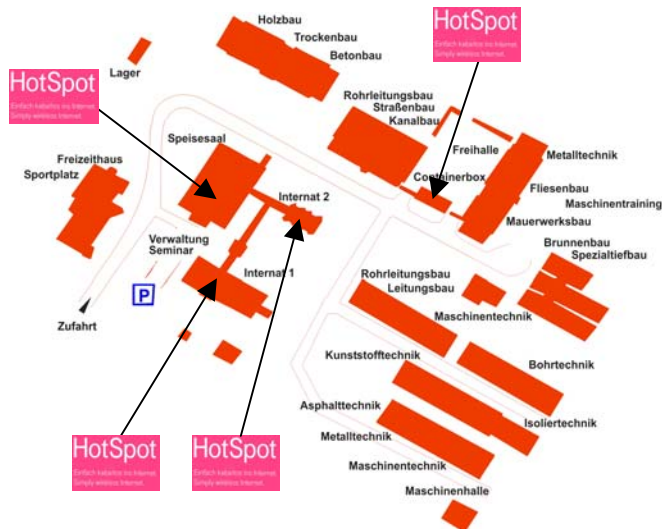 Holzbau
Trockenbau
Betonbau
HotSpot
Einfach kabellos ins Internet.
Simply wireless Internet.
Lager
HotSpot
Einfach kabellos ins Internet.
Simply wireless Internet.
Rohrleitungsbau
Straßenbau
Kanalbau
Speisesaal
Freihalle
Metalltechnik
Freizeithaus
Sportplatz
Containerbox
Fliesenbau
Maschinentraining
Internat 2
Mauerwerksbau
Verwaltung
Seminar
Brunnenbau
Spezialtiefbau
Internat 1
Rohrleitungsbau
Leitungsbau
P
Maschinentechnik
Zufahrt
Kunststofftechnik
Bohrtechnik
Asphalttechnik
Isoliertechnik
Metalltechnik
HotSpot
Einfach kabellos ins Internet.
Simply wireless Internet.
HotSpot
Einfach kabellos ins Internet.
Simply wireless Internet.
Maschinentechnik
Maschinenhalle